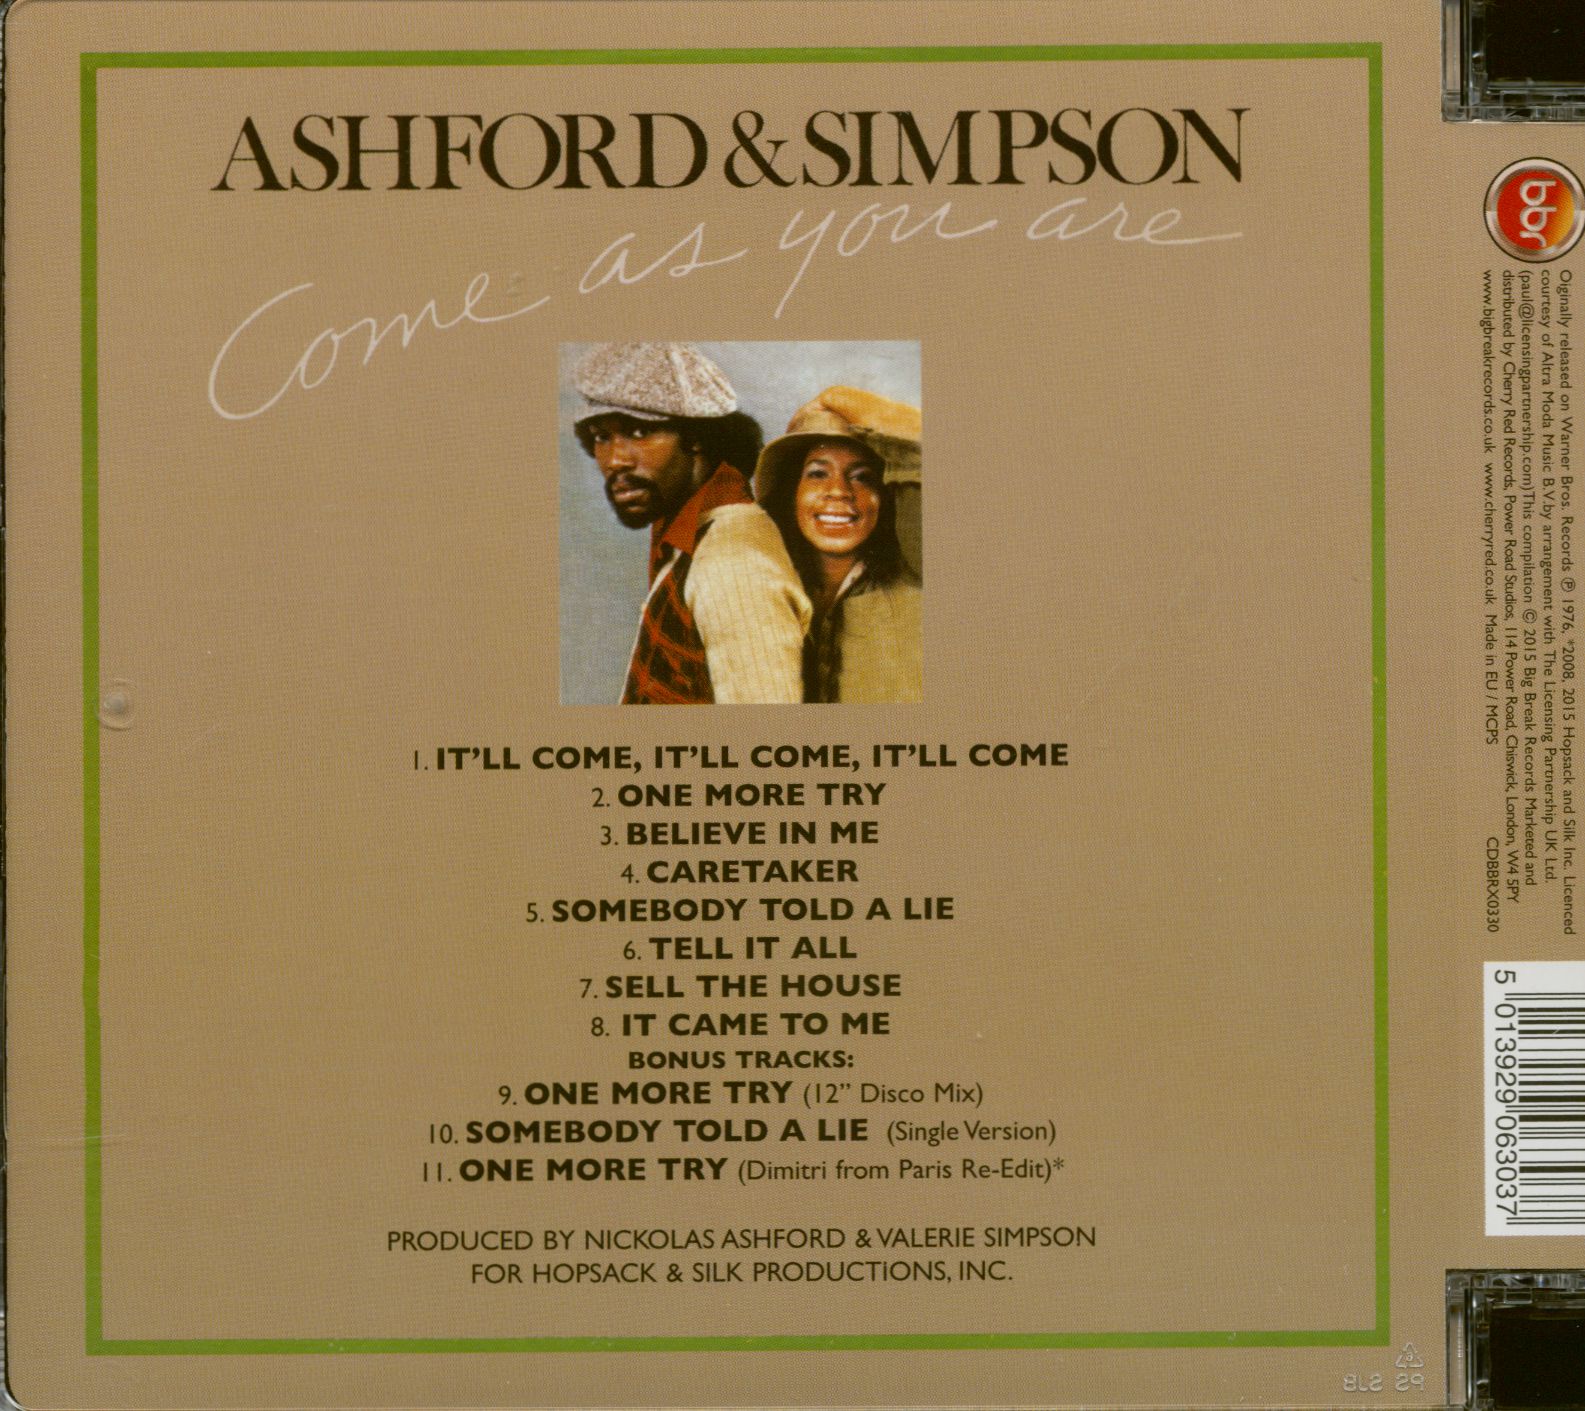 ASHFORD & SIMPSON
Come as you are
1. IT'LL COME, IT'LL COME, IT'LL COME
2. ONE MORE TRY
3. BELIEVE IN ME
4. CARETAKER
5. SOMEBODY TOLD A LIE
6. TELL IT ALL
7. SELL THE HOUSE
8. IT CAME TO ME
BONUS TRACKS:
9. ONE MORE TRY (12” Disco Mix)
10. SOMEBODY TOLD A LIE (Single Version)
11. ONE MORE TRY (Dimitri from Paris Re-Edit)*
PRODUCED BY NICKOLAS ASHFORD & VALERIE SIMPSON
FOR HOPSACK & SILK PRODUCTIONS, INC.
bbr
Oiginally released on Warner Bros. Records ℗ 1976, *2008, 2015 Hopsack and Silk Inc. Licenced
courtesy of Altra Moda Music B.V.by arrangement with The Licensing Partnership UK Ltd.
(paul@licensingpartnership.com)This compilation © 2015 Big Break Records Marketed and
distributed by Cherry Red Records, Power Road Studios, 114 Power Road, Chiswick, London, W4 5PY
www.bigbreakrecords.co.uk www.cherryred.co.uk Made in EU / MCPS CDBBRX0330
5 013929 063037
PS SJB